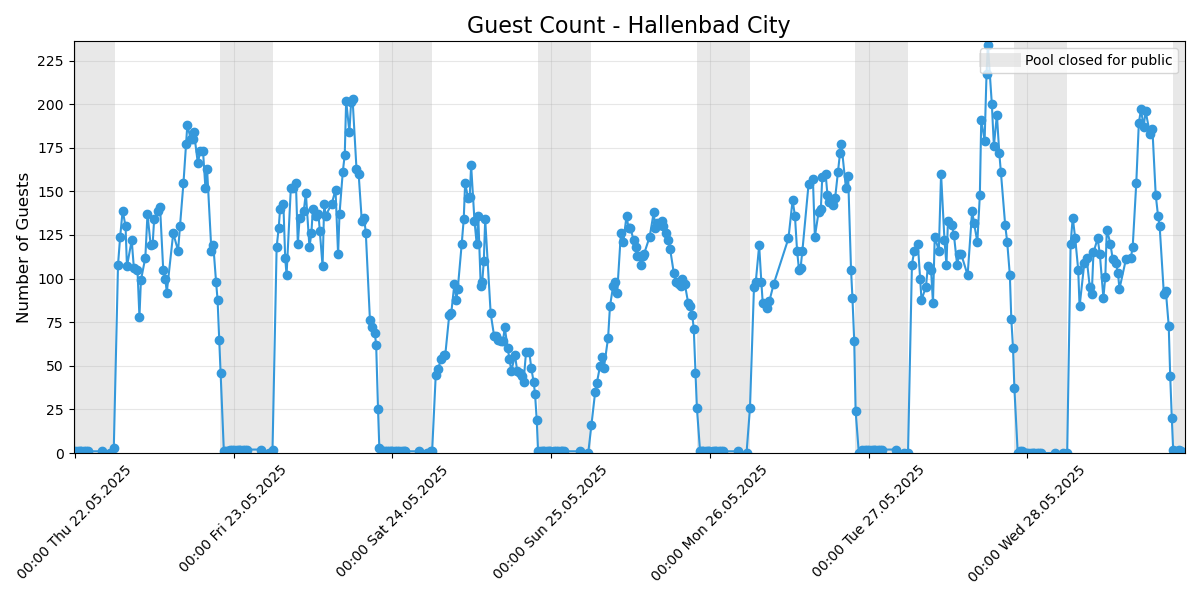 Guest Count - Hallenbad City
Pool closed for public
Number of Guests
225
200
175
150
125
100
75
50
25
0
00:00 Thu 22.05.2025
00:00 Fri 23.05.2025
00:00 Sat 24.05.2025
00:00 Sun 25.05.2025
00:00 Mon 26.05.2025
00:00 Tue 27.05.2025
00:00 Wed 28.05.2025